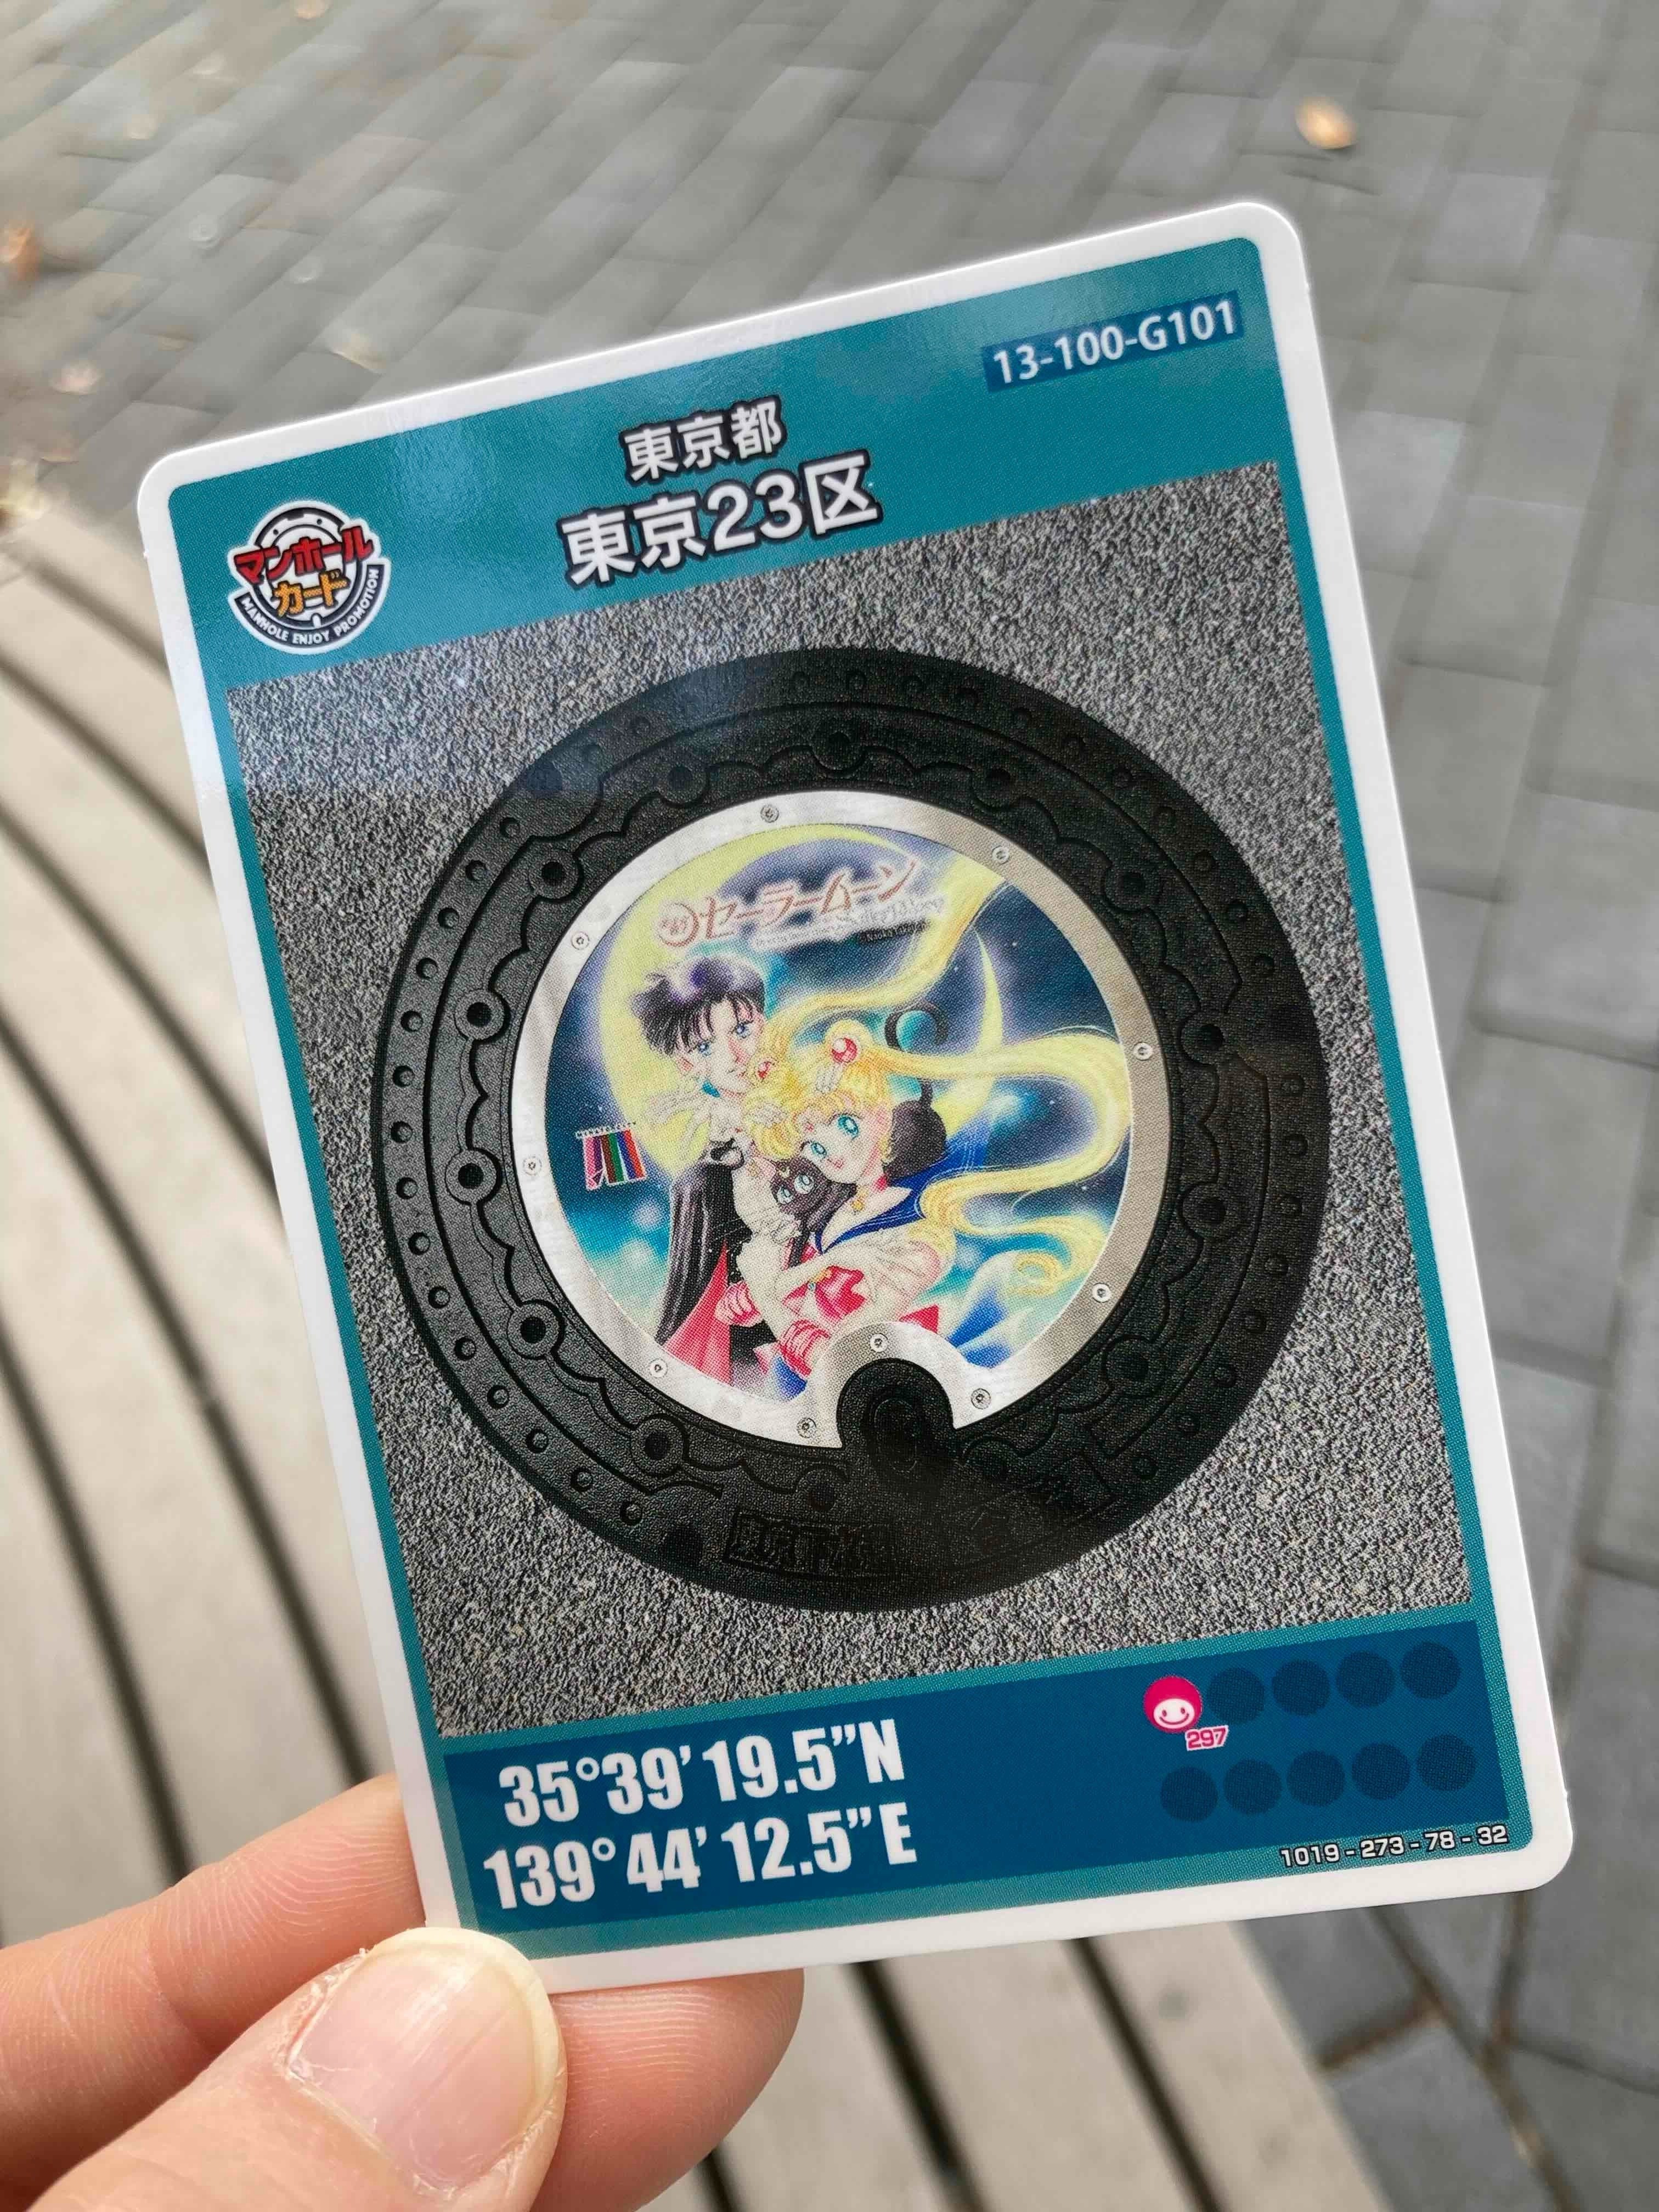 13-100-G101
東京都
東京23区
マンホール
カード
MANHOLE ENJOY PROMOTION
セーラームーン
MINATO CITY
35°39’19.5”N
139°44’12.5”E
297
1019-273-78-32